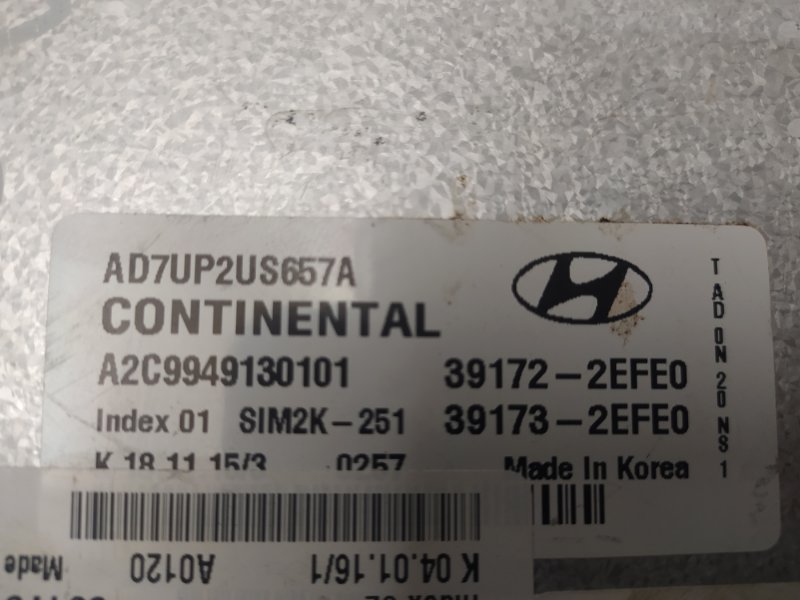 AD7UP2US657A
CONTINENTAL
A2C9949130101 39172-2EFE0
Index 01 SIM2K-251 39173-2EFE0
K 18.11.15/3 0257 Made In Korea
TAD 0N 20 NS 1
K 04.01.16/1 A0120 Made